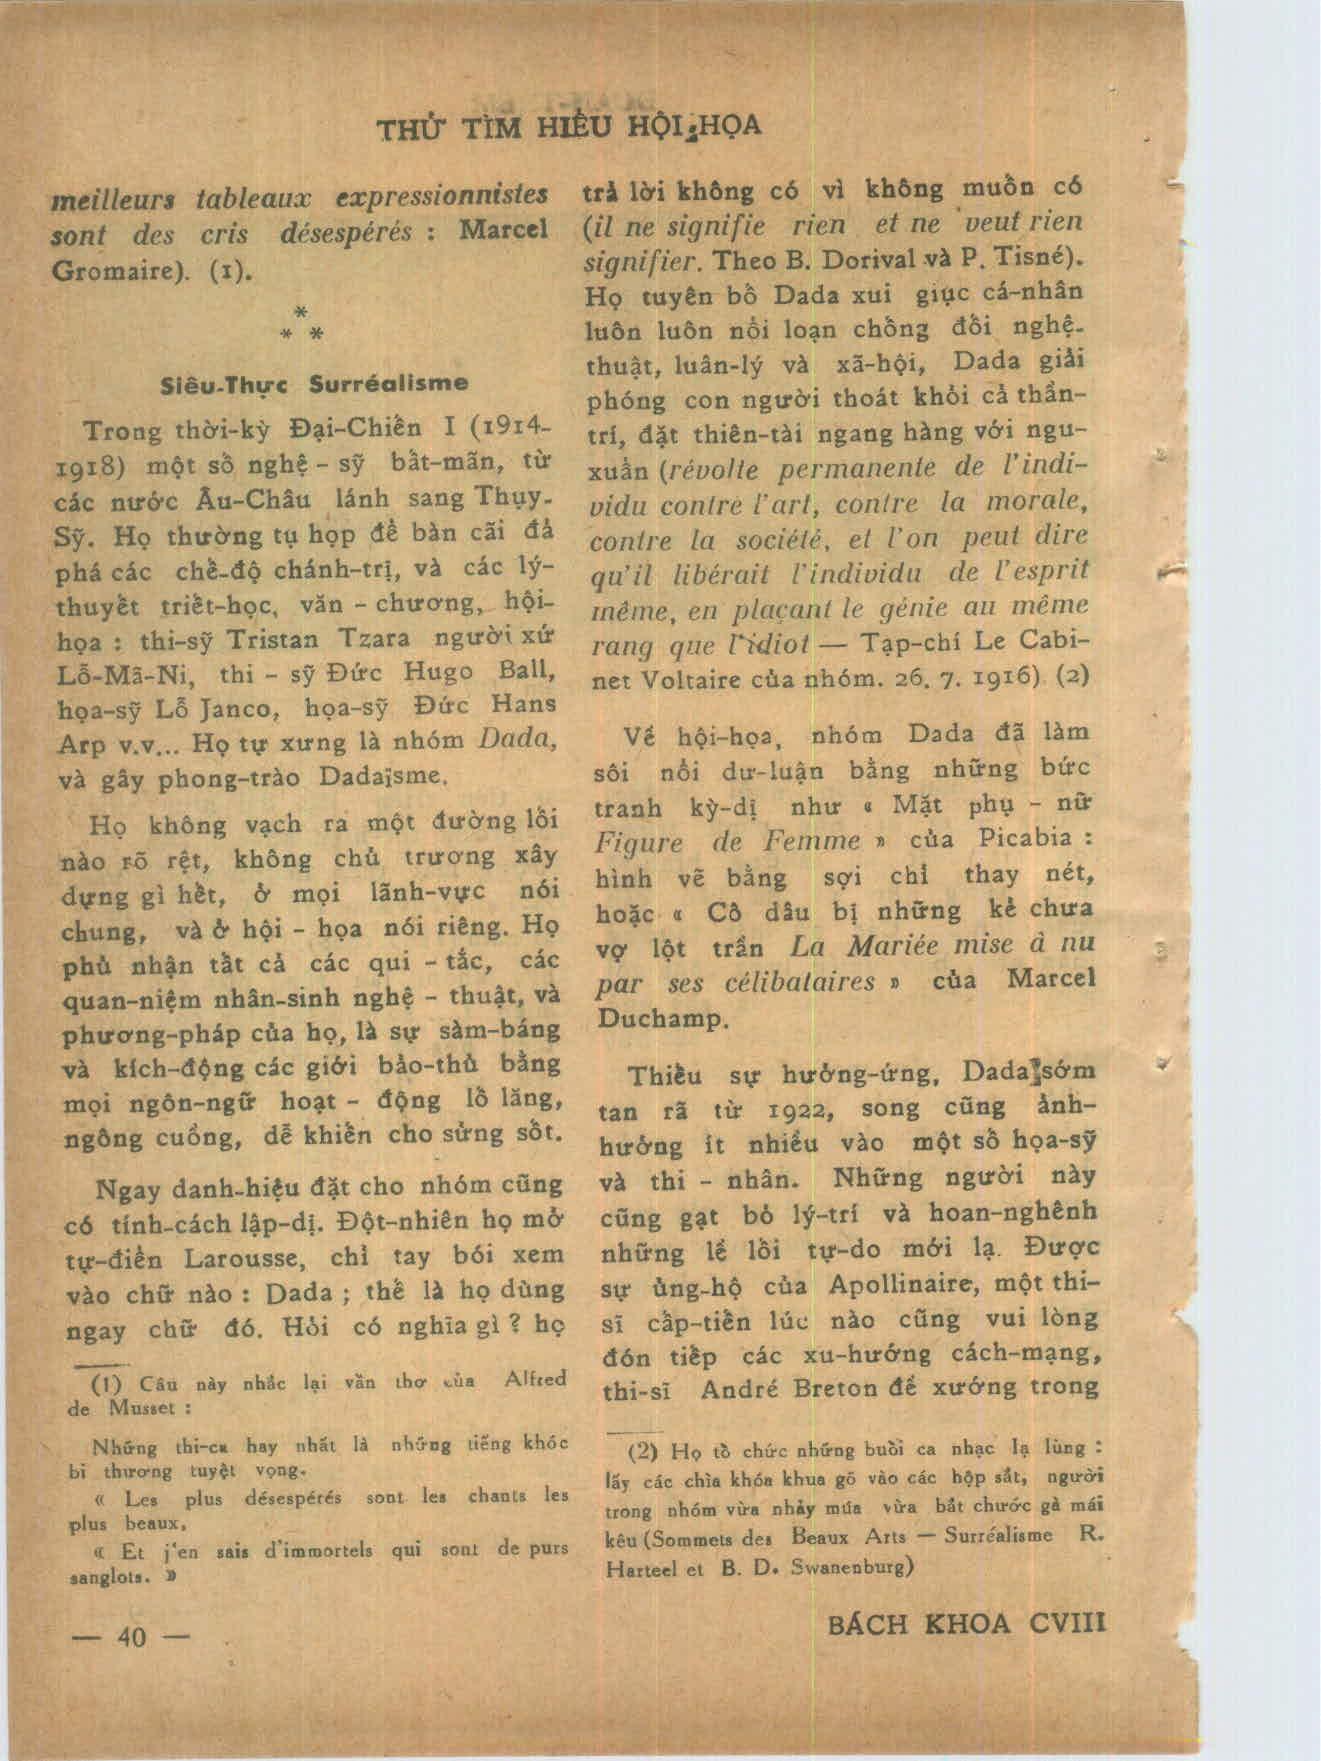 THỬ TÌM HIỂU HỘI HỌA
meilleurs tableaux expressionnistes
sont des cris désespérés : Marcel
Gromaire). (1).
*
* *
Siêu-Thực Surréalisme
Trong thời-kỳ Đại-Chiến I (1914-
1918) một số nghệ - sỹ bất-mãn, từ
các nước Âu-Châu lánh sang Thụy-
Sỹ. Họ thường tụ họp để bàn cãi đả
phá các chế-độ chánh-trị, và các lý-
thuyết triết-học, văn - chương, hội-
họa : thi-sỹ Tristan Tzara người xứ
Lỗ-Mã-Ni, thi - sỹ Đức Hugo Ball,
họa-sỹ Lỗ Janco, họa-sỹ Đức Hans
Arp v.v... Họ tự xưng là nhóm Dada,
và gây phong-trào Dadaïsme.
Họ không vạch ra một đường lối
nào rõ rệt, không chủ trương xây
dựng gì hết, ở mọi lãnh-vực nói
chung, và ở hội - họa nói riêng. Họ
phủ nhận tất cả các qui - tắc, các
quan-niệm nhân-sinh nghệ - thuật, và
phương-pháp của họ, là sự sàm-báng
và kích-động các giới bảo-thủ bằng
mọi ngôn-ngữ hoạt - động lố lăng,
ngông cuồng, dễ khiến cho sửng sốt.
Ngay danh-hiệu đặt cho nhóm cũng
có tính-cách lập-dị. Đột-nhiên họ mở
tự-điển Larousse, chỉ tay bói xem
vào chữ nào : Dada ; thế là họ dùng
ngay chữ đó. Hỏi có nghĩa gì ? họ
(1) Câu này nhắc lại vần thơ của Alfred
de Musset :
Những thi-ca hay nhất là những tiếng khóc
bi thương tuyệt vọng.
« Les plus désespérés sont les chants les
plus beaux,
« Et j'en sais d'immortels qui sont de purs
sanglots. »
— 40 —
trả lời không có vì không muốn có
(il ne signifie rien et ne veut rien
signifier. Theo B. Dorival và P. Tisné).
Họ tuyên bố Dada xui giục cá-nhân
luôn luôn nổi loạn chống đối nghệ-
thuật, luân-lý và xã-hội, Dada giải
phóng con người thoát khỏi cả thần-
trí, đặt thiên-tài ngang hàng với ngu-
xuẩn (révolte permanente de l'indi-
vidu contre l'art, contre la morale,
contre la société, et l'on peut dire
qu'il libérait l'individu de l'esprit
même, en plaçant le génie au même
rang que l'idiot — Tạp-chí Le Cabi-
net Voltaire của nhóm. 26. 7. 1916) (2)
Về hội-họa, nhóm Dada đã làm
sôi nổi dư-luận bằng những bức
tranh kỳ-dị như « Mặt phụ - nữ
Figure de Femme » của Picabia :
hình vẽ bằng sợi chỉ thay nét,
hoặc « Cô dâu bị những kẻ chưa
vợ lột trần La Mariée mise à nu
par ses célibataires » của Marcel
Duchamp.
Thiếu sự hưởng-ứng, Dada sớm
tan rã từ 1922, song cũng ảnh-
hưởng ít nhiều vào một số họa-sỹ
và thi - nhân. Những người này
cũng gạt bỏ lý-trí và hoan-nghênh
những lề lối tự-do mới lạ. Được
sự ủng-hộ của Apollinaire, một thi-
sĩ cấp-tiến lúc nào cũng vui lòng
đón tiếp các xu-hướng cách-mạng,
thi-sĩ André Breton đề xướng trong
(2) Họ tổ chức những buổi ca nhạc lạ lùng :
lấy các chìa khóa khua gõ vào các hộp sắt, người
trong nhóm vừa nhảy múa vừa bắt chước gà mái
kêu (Sommets des Beaux Arts — Surréalisme R.
Harteel et B. D. Swanenburg)
BÁCH KHOA CVIII